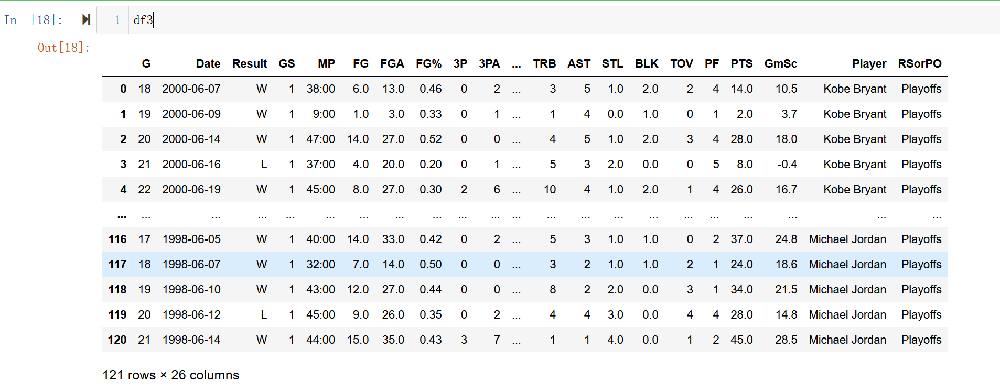 In [18]: 1 df3
Out[18]:
G Date Result GS MP FG FGA FG% 3P 3PA ... TRB AST STL BLK TOV PF PTS GmSc Player RSorPO
0 18 2000-06-07 W 1 38:00 6.0 13.0 0.46 0 2 ... 3 5 1.0 2.0 2 4 14.0 10.5 Kobe Bryant Playoffs
1 19 2000-06-09 W 1 9:00 1.0 3.0 0.33 0 1 ... 1 4 0.0 1.0 0 1 2.0 3.7 Kobe Bryant Playoffs
2 20 2000-06-14 W 1 47:00 14.0 27.0 0.52 0 0 ... 4 5 1.0 2.0 3 4 28.0 18.0 Kobe Bryant Playoffs
3 21 2000-06-16 L 1 37:00 4.0 20.0 0.20 0 1 ... 5 3 2.0 0.0 0 5 8.0 -0.4 Kobe Bryant Playoffs
4 22 2000-06-19 W 1 45:00 8.0 27.0 0.30 2 6 ... 10 4 1.0 2.0 1 4 26.0 16.7 Kobe Bryant Playoffs
... ... ... ... ... ... ... ... ... ... ... ... ... ... ... ... ... ... ... ... ... ...
116 17 1998-06-05 W 1 40:00 14.0 33.0 0.42 0 2 ... 5 3 1.0 1.0 0 2 37.0 24.8 Michael Jordan Playoffs
117 18 1998-06-07 W 1 32:00 7.0 14.0 0.50 0 0 ... 3 2 1.0 1.0 2 1 24.0 18.6 Michael Jordan Playoffs
118 19 1998-06-10 W 1 43:00 12.0 27.0 0.44 0 0 ... 8 2 2.0 0.0 3 1 34.0 21.5 Michael Jordan Playoffs
119 20 1998-06-12 L 1 45:00 9.0 26.0 0.35 0 2 ... 4 4 3.0 0.0 4 4 28.0 14.8 Michael Jordan Playoffs
120 21 1998-06-14 W 1 44:00 15.0 35.0 0.43 3 7 ... 1 1 4.0 0.0 1 2 45.0 28.5 Michael Jordan Playoffs
121 rows × 26 columns